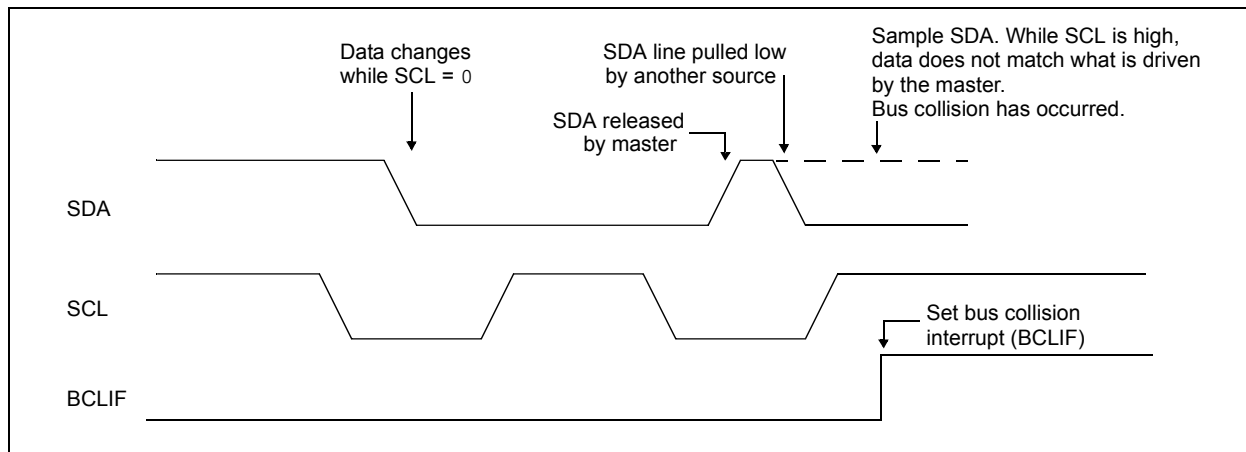 Data changes
while SCL = 0
SDA line pulled low
by another source
Sample SDA. While SCL is high,
data does not match what is driven
by the master.
Bus collision has occurred.
SDA released
by master
SDA
SCL
Set bus collision
interrupt (BCLIF)
BCLIF